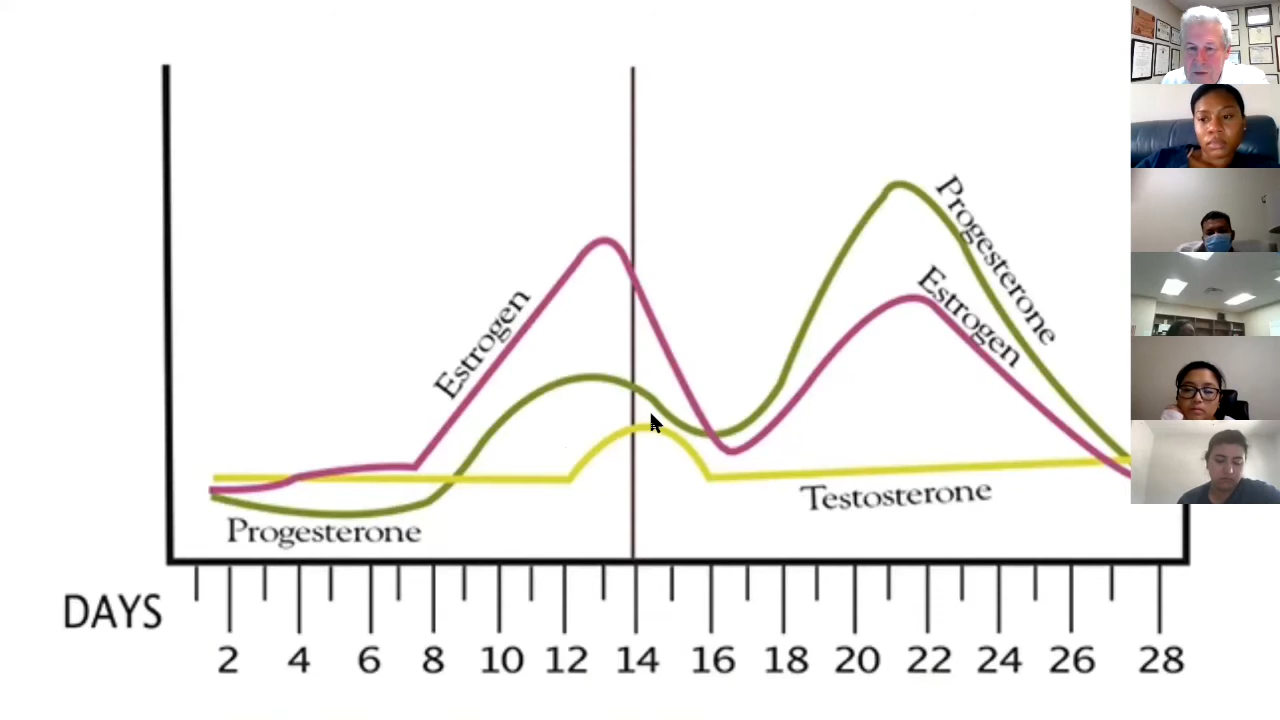 Estrogen
Progesterone
Estrogen
Progesterone
Testosterone
DAYS
2 4 6 8 10 12 14 16 18 20 22 24 26 28